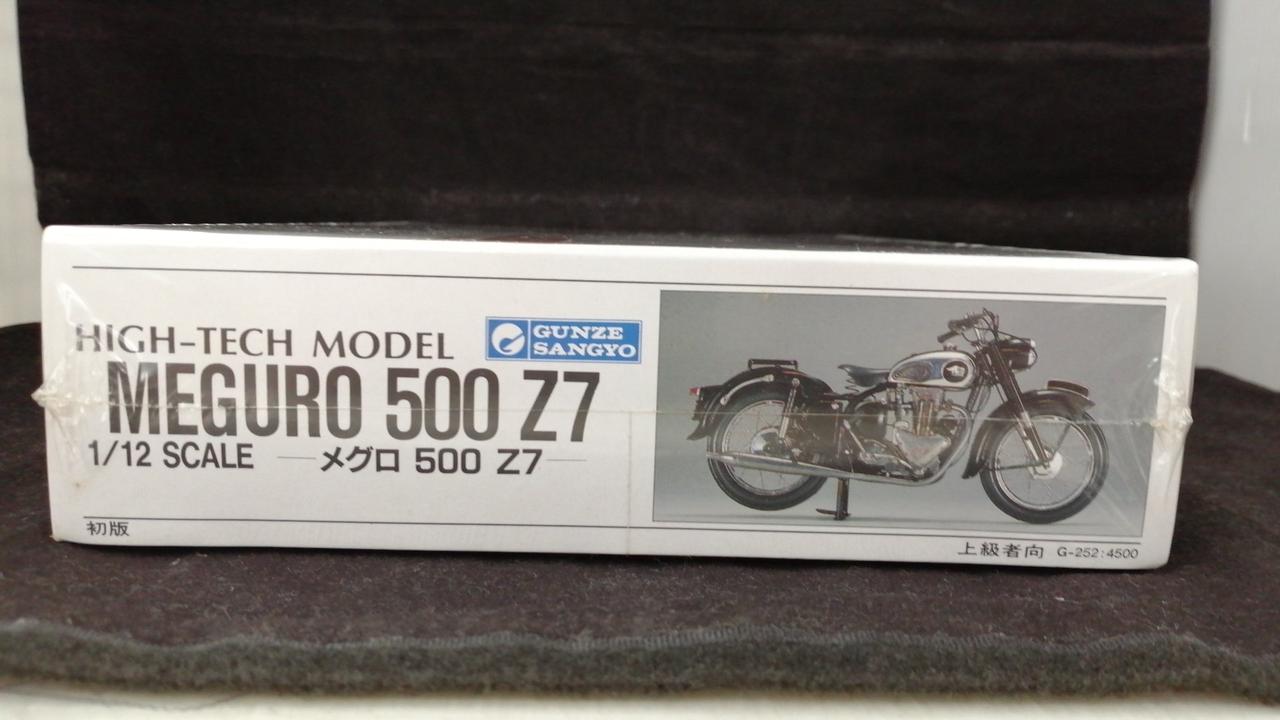 HIGH-TECH MODEL
GUNZE
SANGYO
MEGURO 500 Z7
1/12 SCALE
メグロ 500 Z7
初版
上級者向 G-252:4500